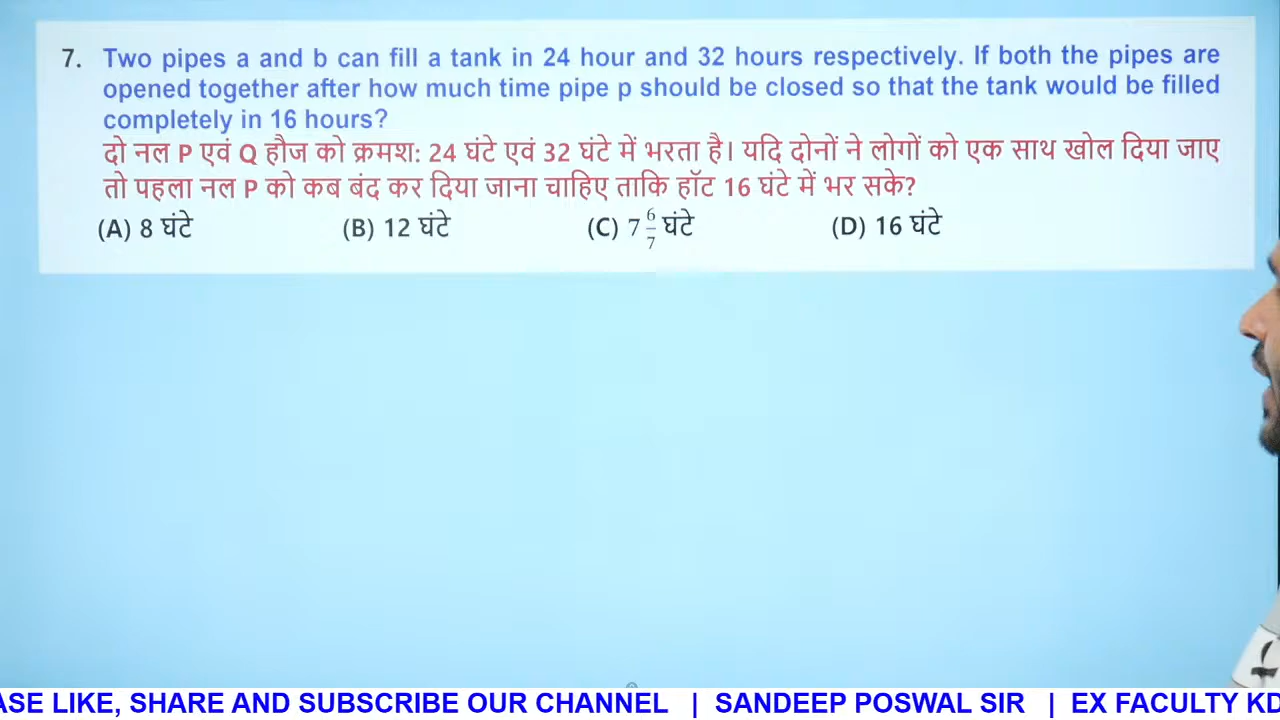 7. Two pipes a and b can fill a tank in 24 hour and 32 hours respectively. If both the pipes are
opened together after how much time pipe p should be closed so that the tank would be filled
completely in 16 hours?
दो नल P एवं Q हौज को क्रमश: 24 घंटे एवं 32 घंटे में भरता है। यदि दोनों ने लोगों को एक साथ खोल दिया जाए
तो पहला नल P को कब बंद कर दिया जाना चाहिए ताकि हॉट 16 घंटे में भर सके?
(A) 8 घंटे (B) 12 घंटे (C) 7 6/7 घंटे (D) 16 घंटे
ASE LIKE, SHARE AND SUBSCRIBE OUR CHANNEL | SANDEEP POSWAL SIR | EX FACULTY KD